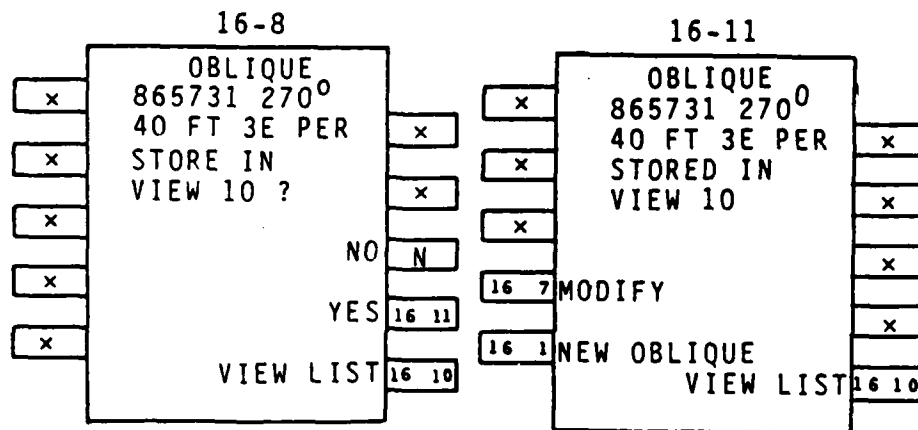 16-8
OBLIQUE
865731 270°
40 FT 3E PER
STORE IN
VIEW 10 ?
NO N
YES 16 11
VIEW LIST 16 10
x
x
x
x
x
x
x
16-11
OBLIQUE
865731 270°
40 FT 3E PER
STORED IN
VIEW 10
16 7 MODIFY
16 1 NEW OBLIQUE
VIEW LIST 16 10
x
x
x
x
x
x
x